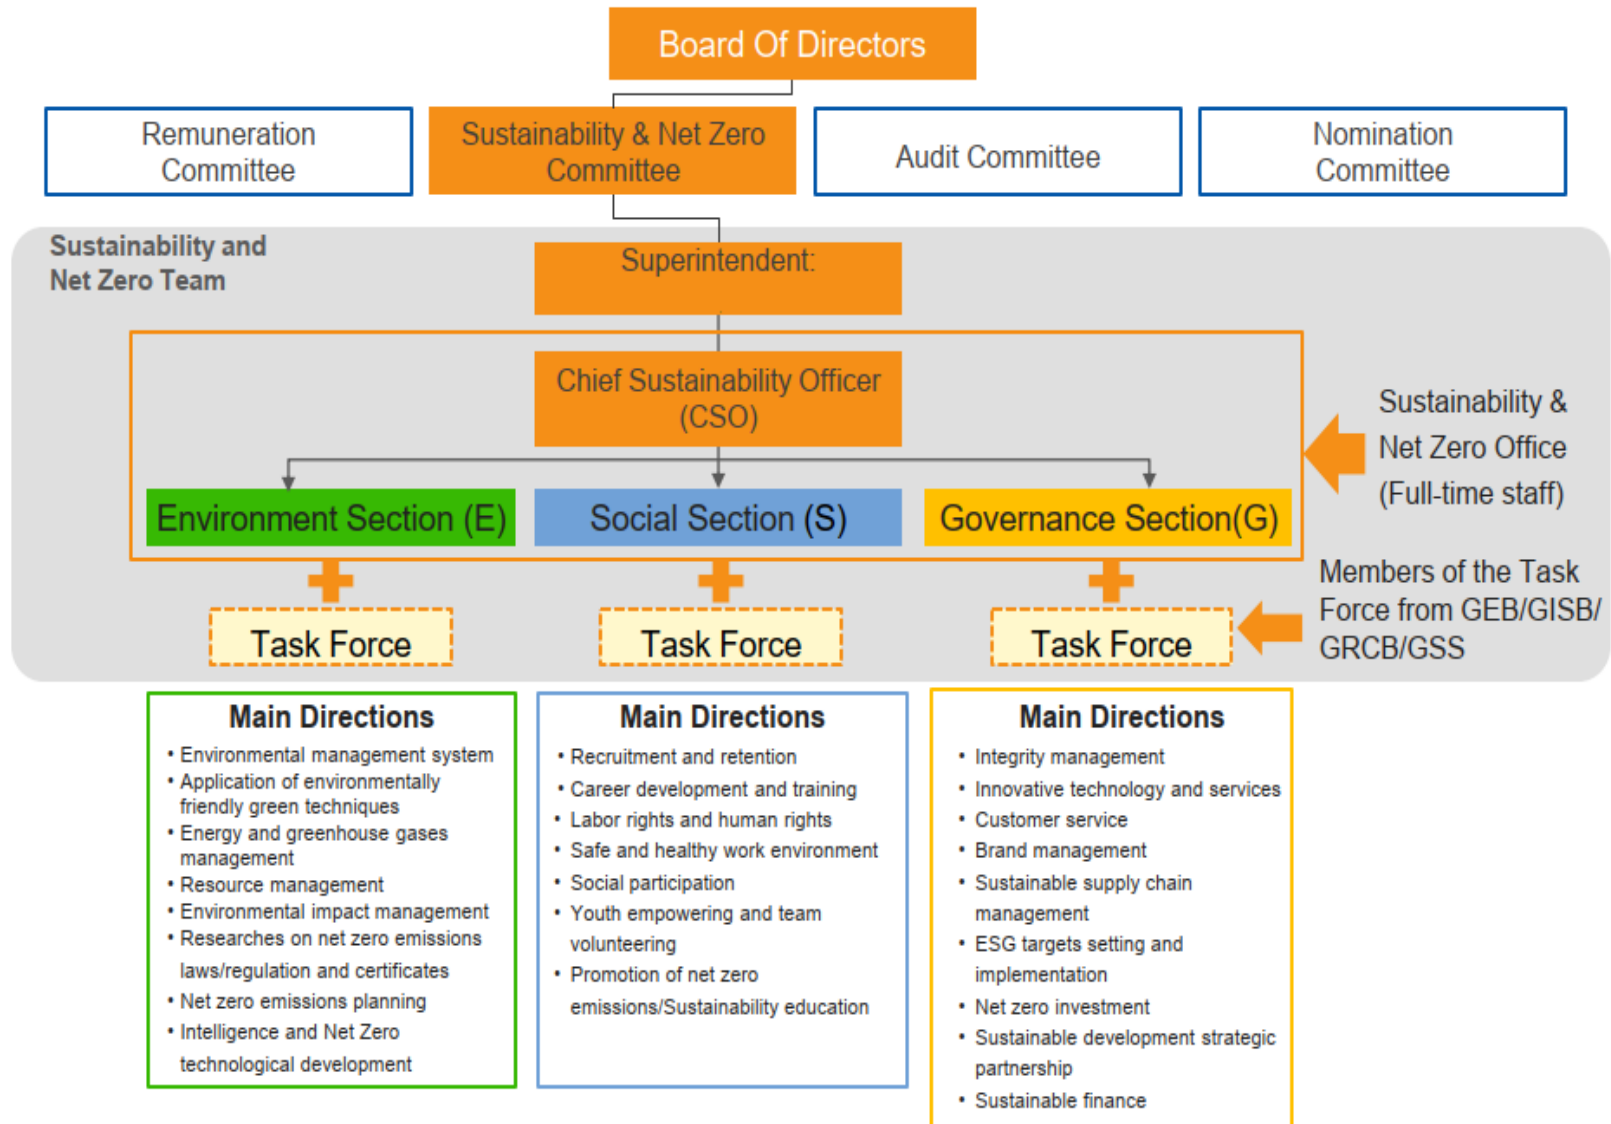 Board Of Directors
Remuneration
Committee
Sustainability & Net Zero
Committee
Audit Committee
Nomination
Committee
Sustainability and
Net Zero Team
Superintendent:
Chief Sustainability Officer
(CSO)
Sustainability &
Net Zero Office
(Full-time staff)
Environment Section (E)
Social Section (S)
Governance Section(G)
Members of the Task
Force from GEB/GISB/
GRCB/GSS
Task Force
Task Force
Task Force
Main Directions
• Environmental management system
• Application of environmentally
friendly green techniques
• Energy and greenhouse gases
management
• Resource management
• Environmental impact management
• Researches on net zero emissions
laws/regulation and certificates
• Net zero emissions planning
• Intelligence and Net Zero
technological development
Main Directions
• Recruitment and retention
• Career development and training
• Labor rights and human rights
• Safe and healthy work environment
• Social participation
• Youth empowering and team
volunteering
• Promotion of net zero
emissions/Sustainability education
Main Directions
• Integrity management
• Innovative technology and services
• Customer service
• Brand management
• Sustainable supply chain
management
• ESG targets setting and
implementation
• Net zero investment
• Sustainable development strategic
partnership
• Sustainable finance